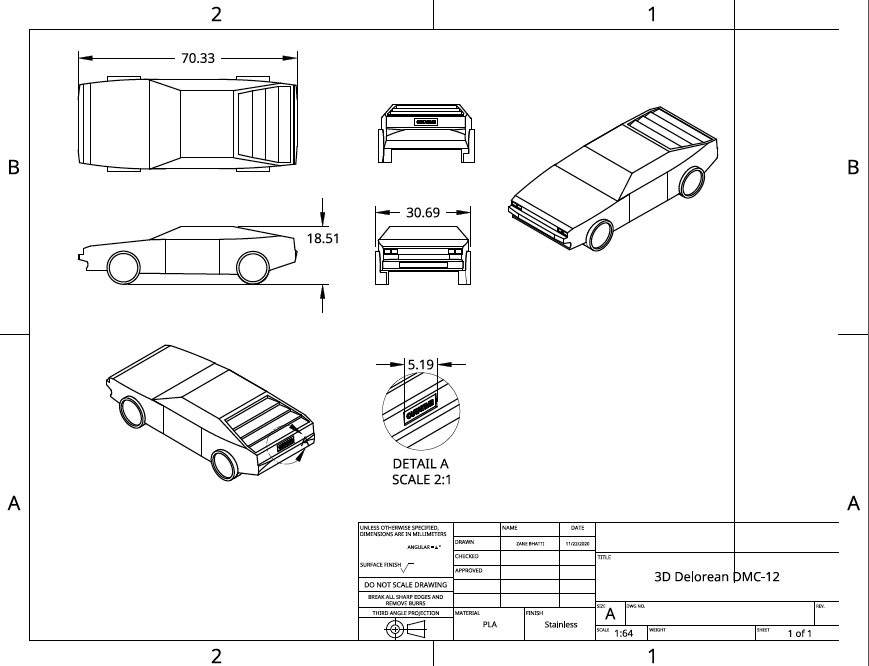 2 1
70.33
B B
30.69
18.51
5.19
DETAIL A
SCALE 2:1
A A
UNLESS OTHERWISE SPECIFIED,
DIMENSIONS ARE IN MILLIMETERS
ANGULAR = ± °
SURFACE FINISH
DO NOT SCALE DRAWING
BREAK ALL SHARP EDGES AND
REMOVE BURRS
THIRD ANGLE PROJECTION
NAME DATE
DRAWN ZANE BHATTI 11/22/2020
CHECKED
APPROVED
MATERIAL
PLA
FINISH
Stainless
TITLE
3D Delorean DMC-12
SIZE
A
DWG NO.
REV.
SCALE 1:64 WEIGHT SHEET 1 of 1
2 1